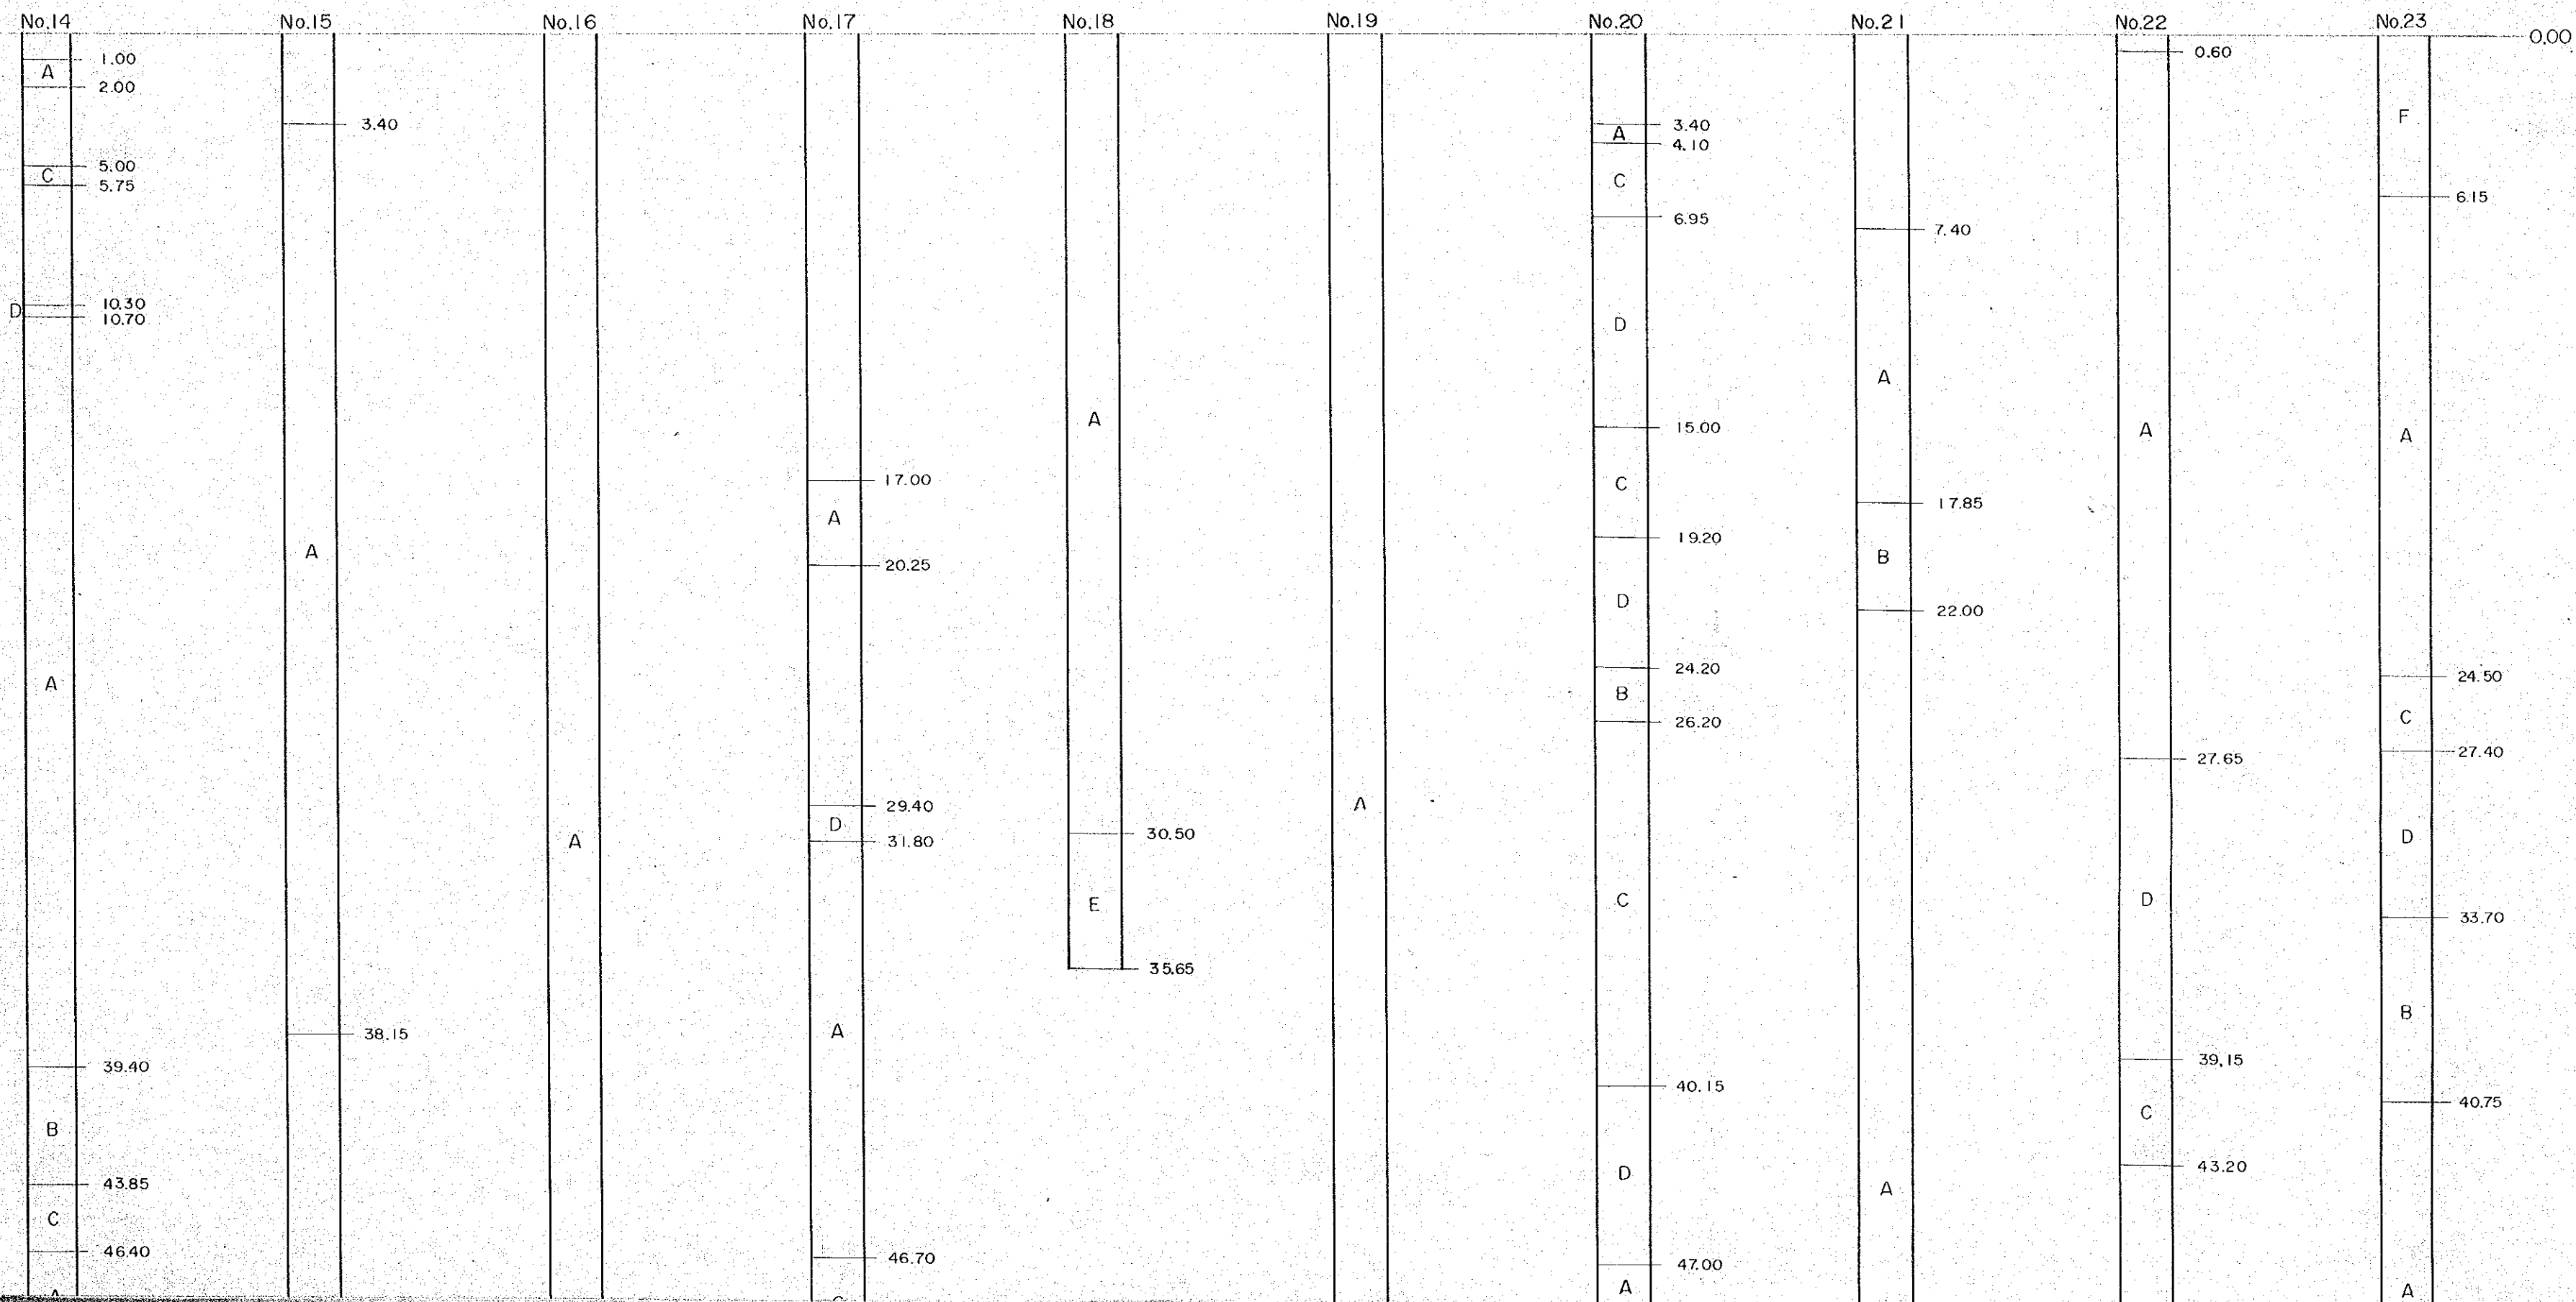 No.14 No.15 No.16 No.17 No.18 No.19 No.20 No.21 No.22 No.23
0.00
1.00
A
2.00
5.00
C
5.75
10.30
D
10.70
A
39.40
B
43.85
C
46.40
A
3.40
A
38.15
A
17.00
A
20.25
29.40
D
31.80
A
46.70
A
30.50
E
35.65
A
3.40
A
4.10
C
6.95
D
15.00
C
19.20
D
24.20
B
26.20
C
40.15
D
47.00
A
7.40
A
17.85
B
22.00
A
0.60
A
27.65
D
39.15
C
43.20
F
6.15
A
24.50
C
27.40
D
33.70
B
40.75
A